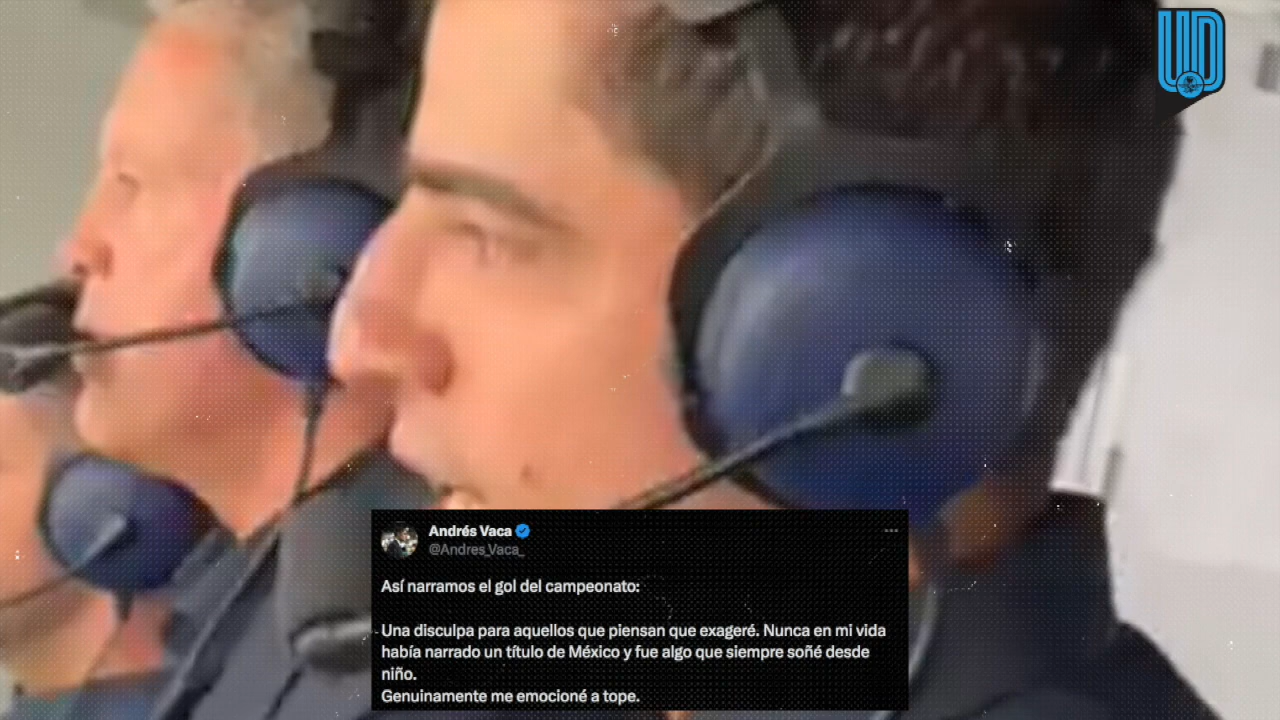 UD
Andrés Vaca
@Andres_Vaca_
Así narramos el gol del campeonato:
Una disculpa para aquellos que piensan que exageré. Nunca en mi vida
había narrado un título de México y fue algo que siempre soñé desde
niño.
Genuinamente me emocioné a tope.